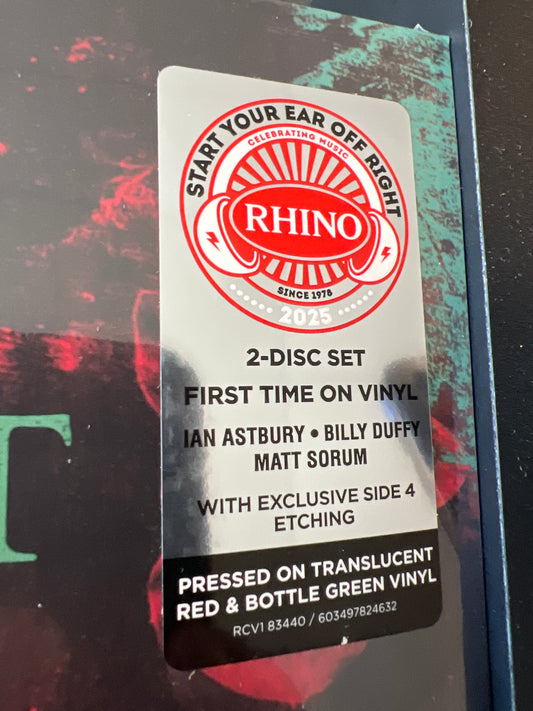 START YOUR EAR OFF RIGHT
CELEBRATING MUSIC
RHINO
SINCE 1978
2025
2-DISC SET
FIRST TIME ON VINYL
IAN ASTBURY • BILLY DUFFY
MATT SORUM
WITH EXCLUSIVE SIDE 4
ETCHING
PRESSED ON TRANSLUCENT
RED & BOTTLE GREEN VINYL
RCV1 83440 / 603497824632
T